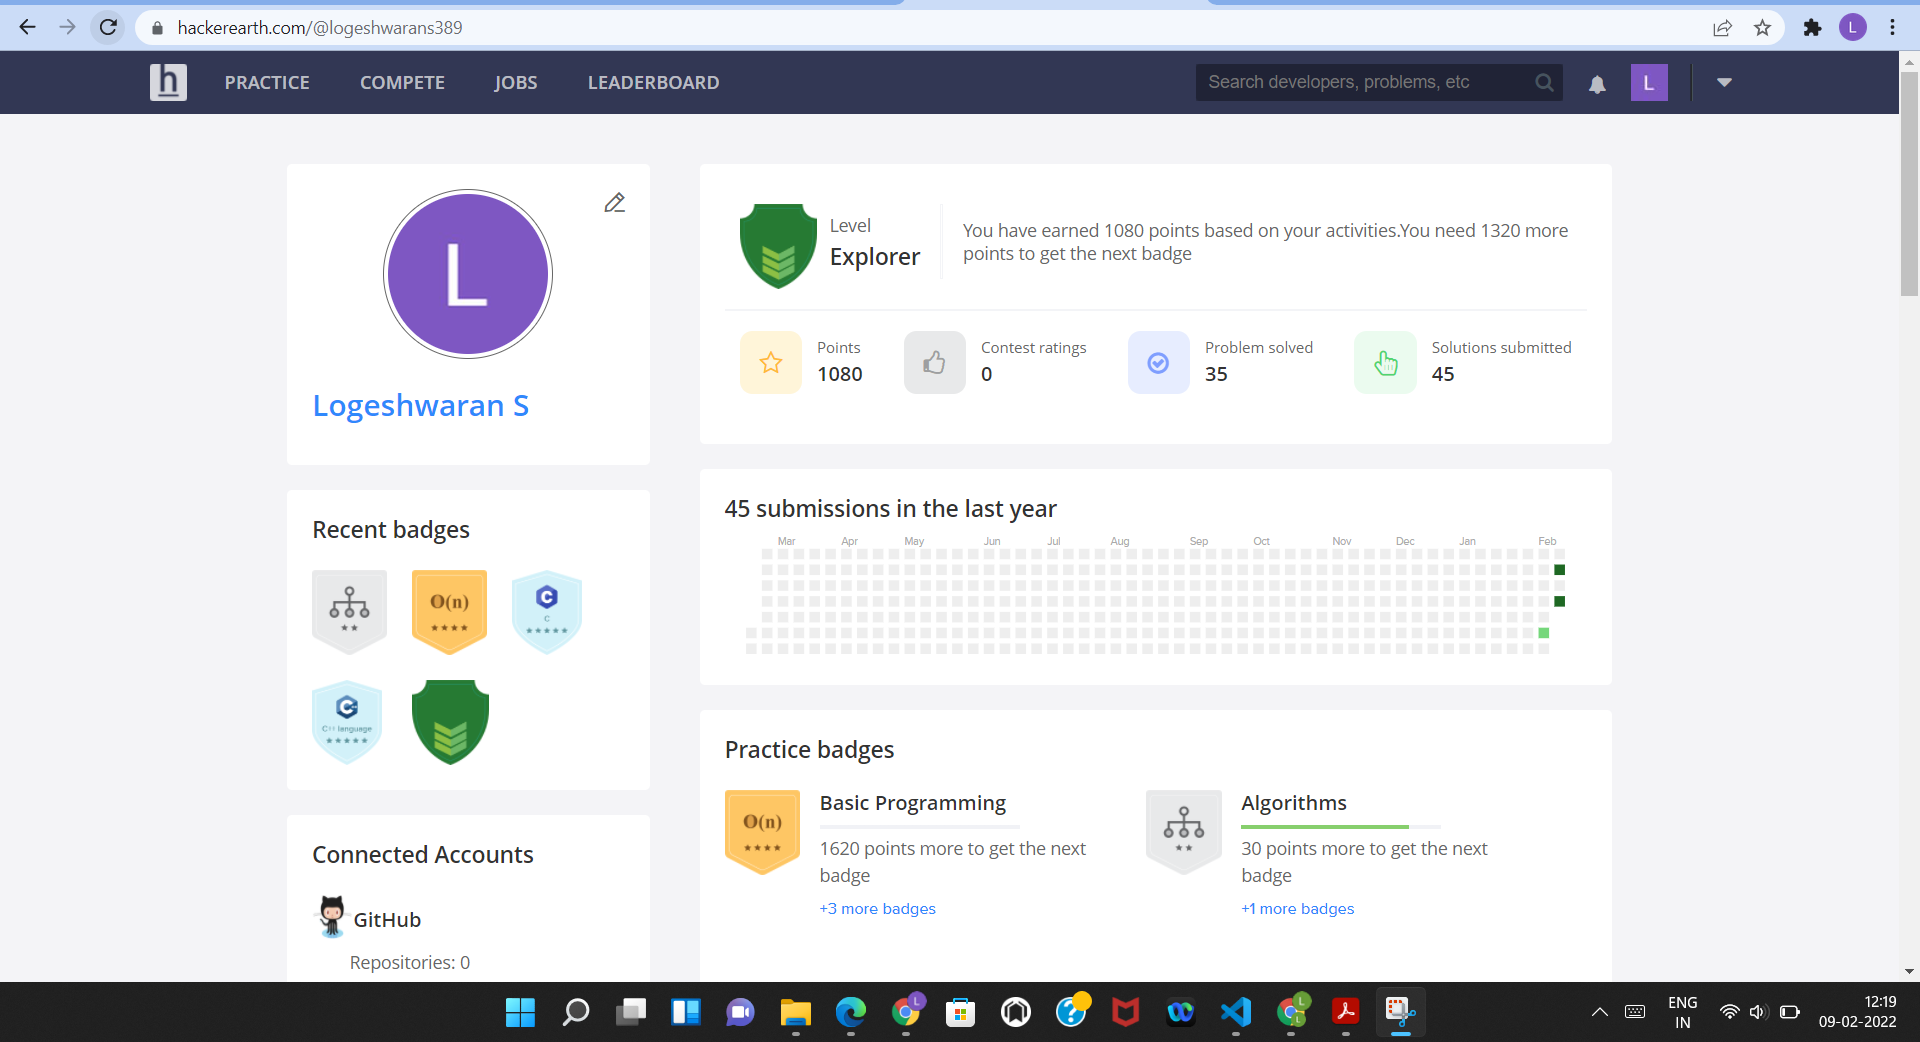 hackerearth.com/@logeshwarans389
L
h
PRACTICE
COMPETE
JOBS
LEADERBOARD
Search developers, problems, etc
L
L
Logeshwaran S
Level
Explorer
You have earned 1080 points based on your activities.You need 1320 more
points to get the next badge
Points
1080
Contest ratings
0
Problem solved
35
Solutions submitted
45
Recent badges
O(n)
C
C
C++ language
45 submissions in the last year
Mar
Apr
May
Jun
Jul
Aug
Sep
Oct
Nov
Dec
Jan
Feb
Practice badges
O(n)
Basic Programming
1620 points more to get the next
badge
+3 more badges
Algorithms
30 points more to get the next
badge
+1 more badges
Connected Accounts
GitHub
Repositories: 0
L
L
L
ENG
IN
12:19
09-02-2022